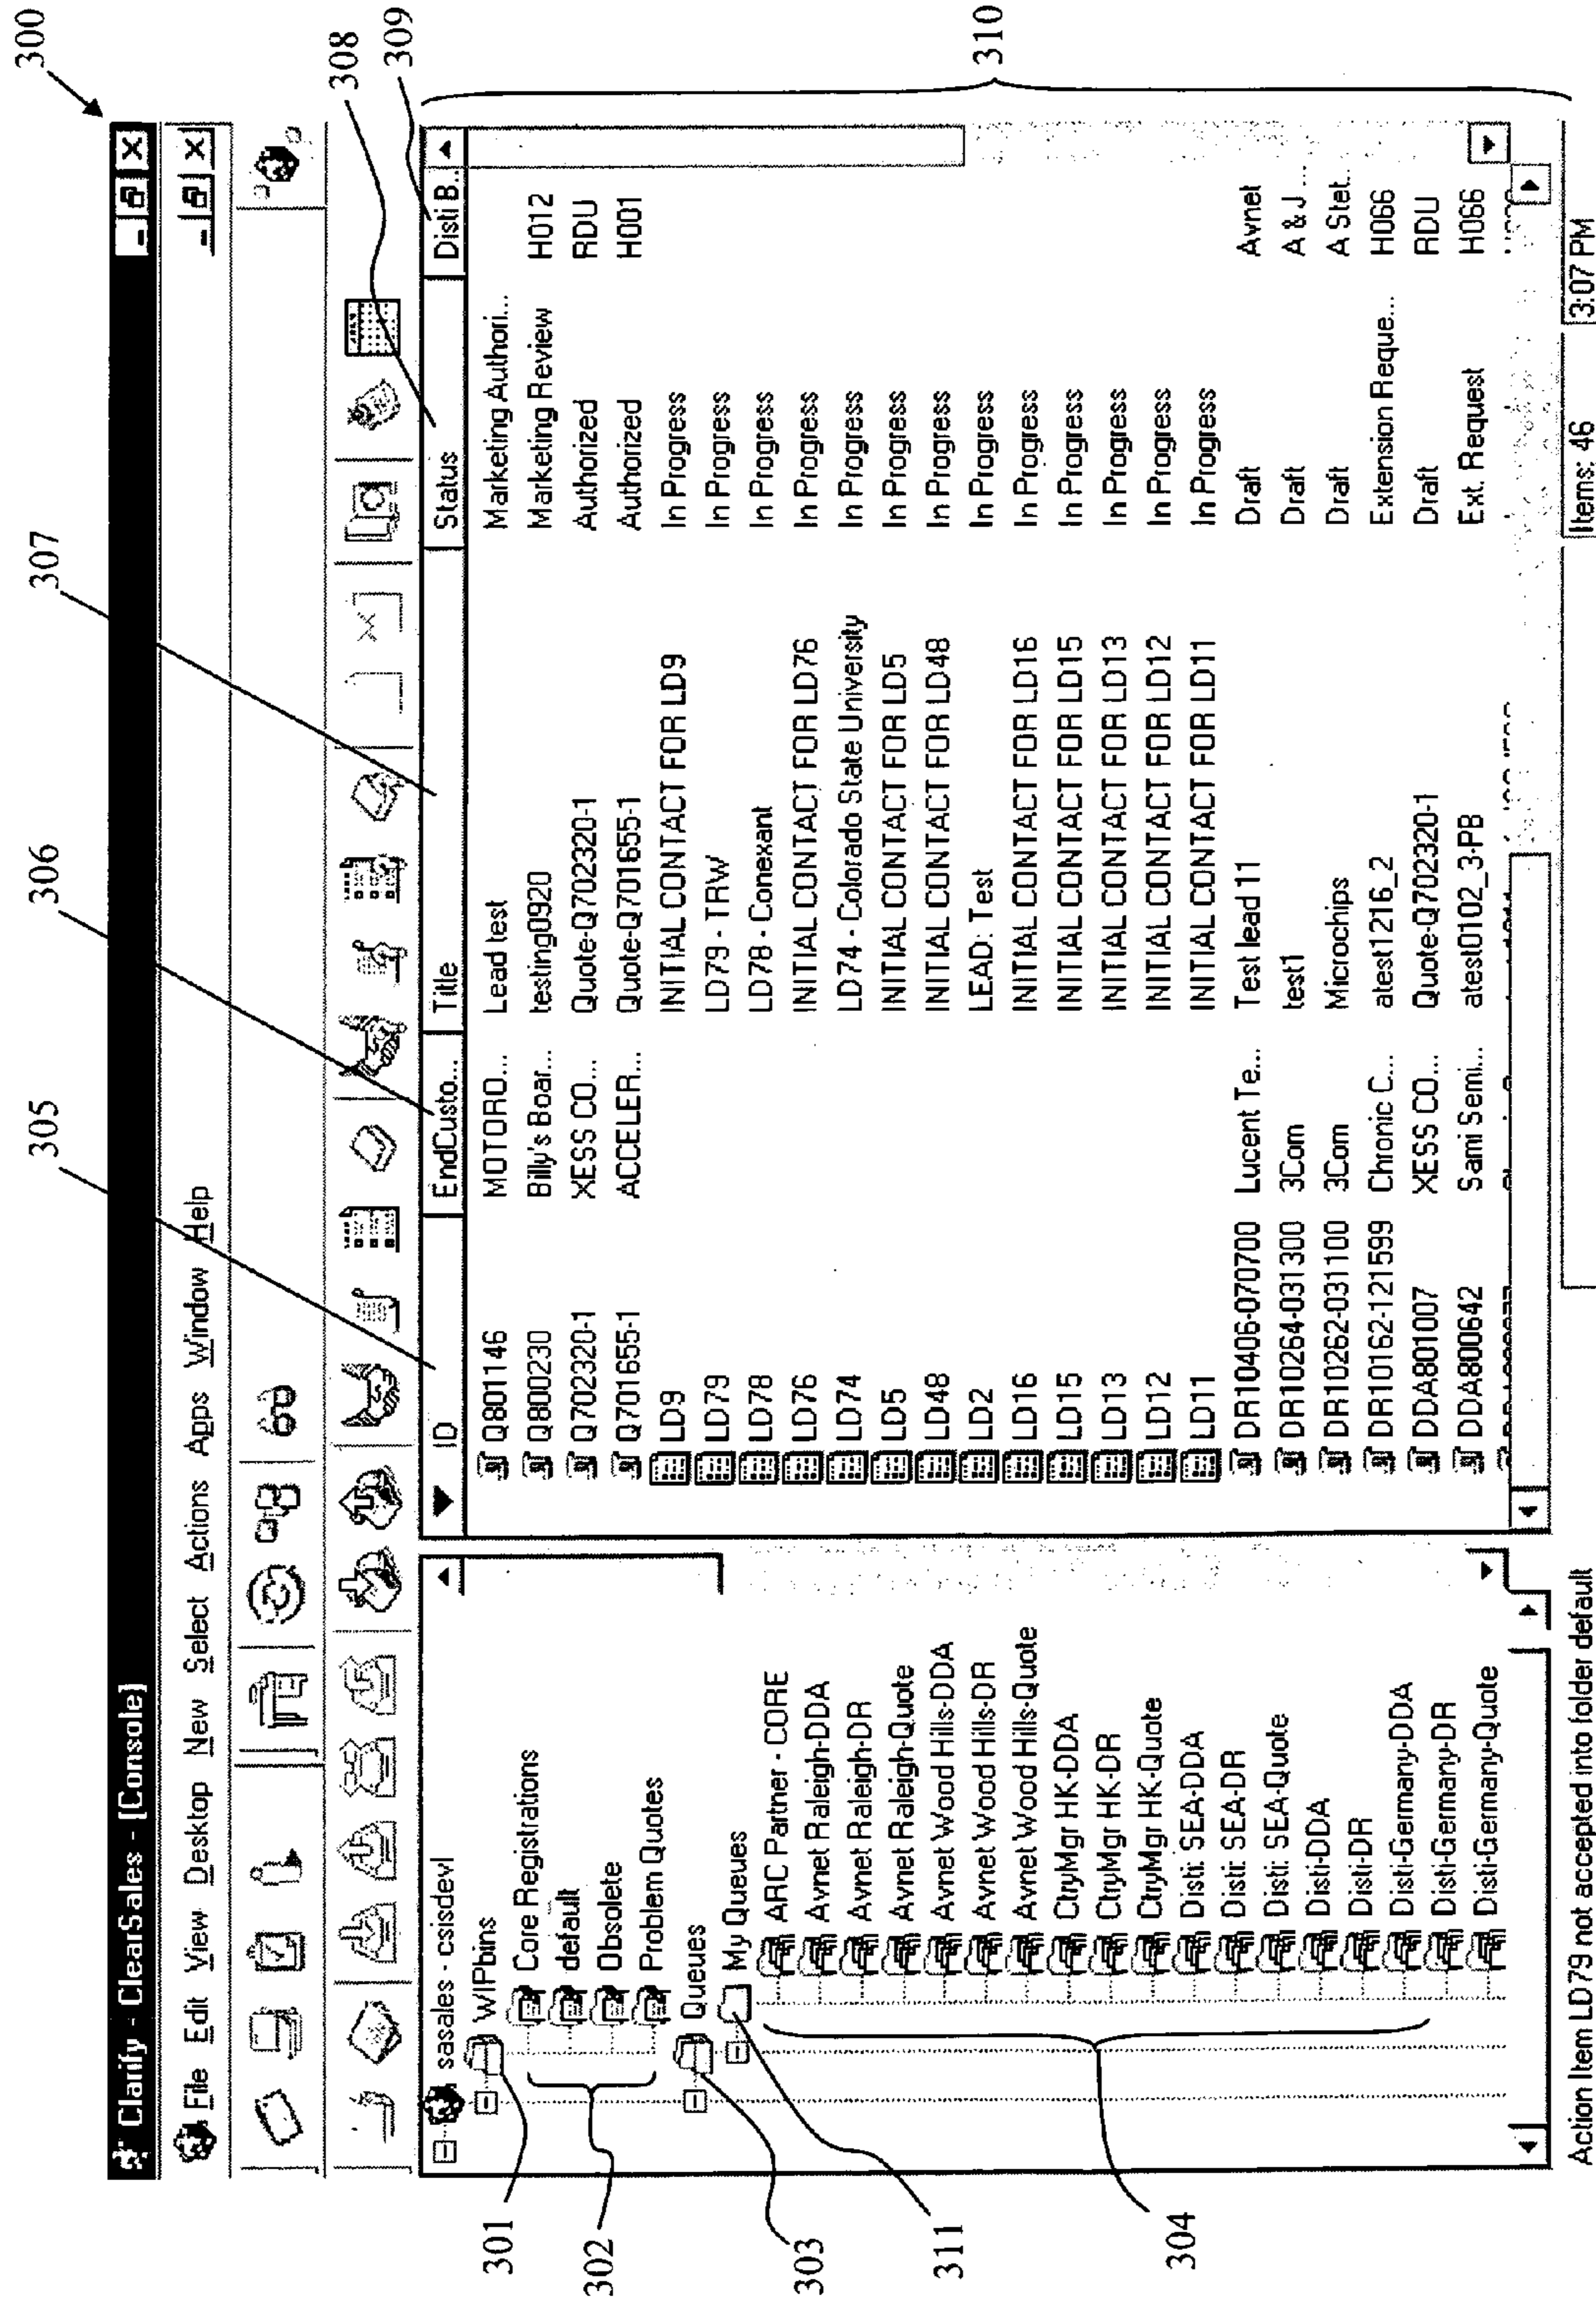 300
Clarify - ClearSales - [Console]
File Edit View Desktop New Select Actions Apps Window Help
305
306
307
308
309
sasales - csisdevl
WIPbins
Core Registrations
default
Obsolete
Problem Quotes
Queues
My Queues
ARC Partner - CORE
Avnet Raleigh-DDA
Avnet Raleigh-DR
Avnet Raleigh-Quote
Avnet Wood Hills-DDA
Avnet Wood Hills-DR
Avnet Wood Hills-Quote
CtryMgr HK-DDA
CtryMgr HK-DR
CtryMgr HK-Quote
Disti: SEA-DDA
Disti: SEA-DR
Disti: SEA-Quote
Disti-DDA
Disti-DR
Disti-Germany-DDA
Disti-Germany-DR
Disti-Germany-Quote
301
302
303
311
304
ID EndCusto... Title Status Disti B...
Q801146 MOTORO... Lead test Marketing Authori...
Q800230 Billy's Boar... testing0920 Marketing Review H012
Q702320-1 XESS CO... Quote-Q702320-1 Authorized RDU
Q701655-1 ACCELER... Quote-Q701655-1 Authorized H001
LD9 INITIAL CONTACT FOR LD9 In Progress
LD79 LD79 - TRW In Progress
LD78 LD78 - Conexant In Progress
LD76 INITIAL CONTACT FOR LD76 In Progress
LD74 LD74 - Colorado State University In Progress
LD5 INITIAL CONTACT FOR LD5 In Progress
LD48 INITIAL CONTACT FOR LD48 In Progress
LD2 LEAD: Test In Progress
LD16 INITIAL CONTACT FOR LD16 In Progress
LD15 INITIAL CONTACT FOR LD15 In Progress
LD13 INITIAL CONTACT FOR LD13 In Progress
LD12 INITIAL CONTACT FOR LD12 In Progress
LD11 INITIAL CONTACT FOR LD11 In Progress
DR10406-070700 Lucent Te... Test lead 11 Draft Avnet
DR10264-031300 3Com test1 Draft A & J ...
DR10262-031100 3Com Microchips Draft A Stat...
DR10162-121599 Chronic C... atest1216_2 Extension Reque... H066
DDA801007 XESS CO... Quote-Q702320-1 Draft RDU
DDA800642 Sami Semi... atest0102_3-PB Ext. Request H066
310
Action Item LD79 not accepted into folder default
Items: 46
3:07 PM